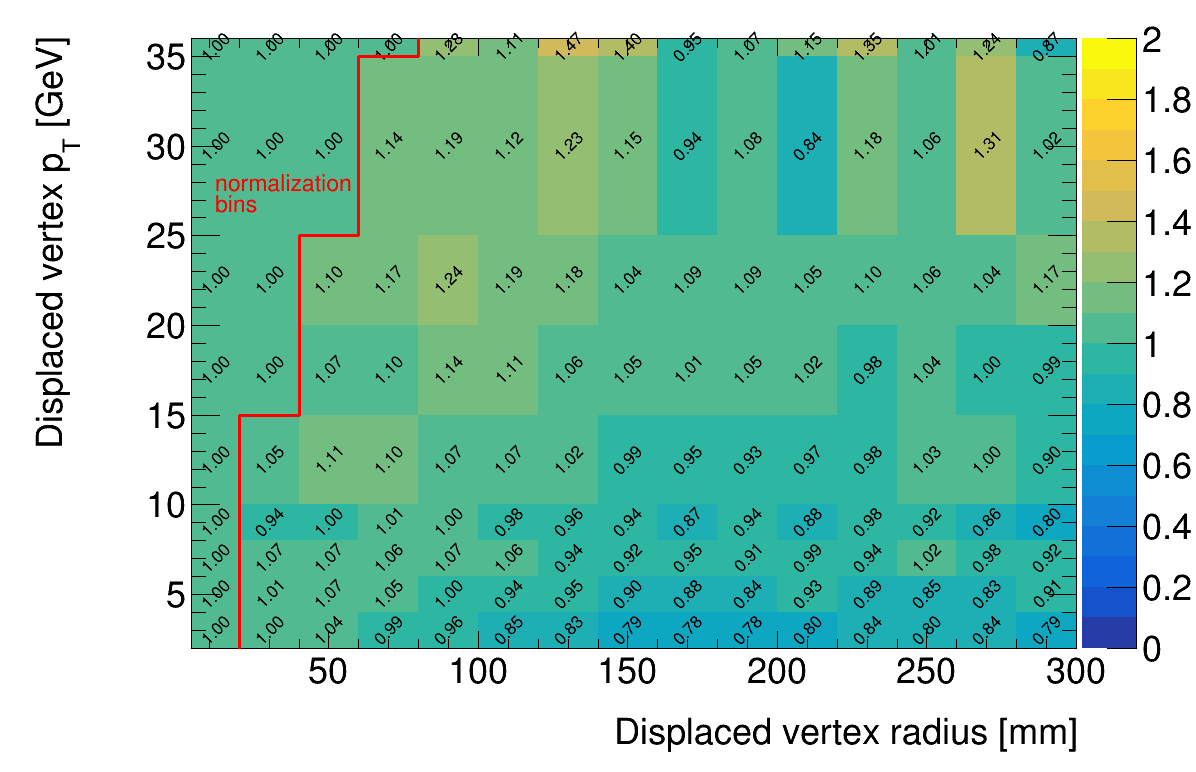 Displaced vertex pT [GeV]
35 1.00 1.00 1.00 1.00 1.28 1.11 1.47 1.40 0.95 1.07 1.15 1.35 1.01 1.24 0.87
30 1.00 1.00 1.00 1.14 1.19 1.12 1.23 1.15 0.94 1.08 0.84 1.18 1.06 1.31 1.02
normalization
bins
25
1.00 1.00 1.10 1.17 1.24 1.19 1.18 1.04 1.09 1.09 1.05 1.10 1.06 1.04 1.17
20
1.00 1.00 1.07 1.10 1.14 1.11 1.06 1.05 1.01 1.05 1.02 0.98 1.04 1.00 0.99
15
1.00 1.05 1.11 1.10 1.07 1.07 1.02 0.99 0.95 0.93 0.97 0.98 1.03 1.00 0.90
10
1.00 0.94 1.00 1.01 1.00 0.98 0.96 0.94 0.87 0.94 0.88 0.98 0.92 0.86 0.80
1.00 1.07 1.07 1.06 1.07 1.06 0.94 0.92 0.95 0.91 0.99 0.94 1.02 0.98 0.92
5 1.00 1.01 1.07 1.05 1.00 0.94 0.95 0.90 0.88 0.84 0.93 0.89 0.85 0.83 0.91
1.00 1.00 1.04 0.99 0.96 0.85 0.83 0.79 0.78 0.78 0.80 0.84 0.80 0.84 0.79
50 100 150 200 250 300
Displaced vertex radius [mm]
2
1.8
1.6
1.4
1.2
1
0.8
0.6
0.4
0.2
0